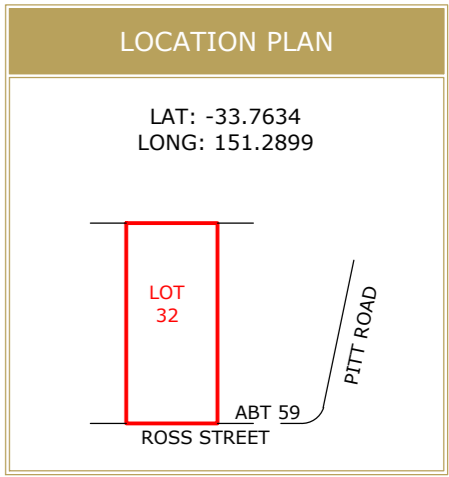 LOCATION PLAN
LAT: -33.7634
LONG: 151.2899
LOT
32
PITT ROAD
ABT 59
ROSS STREET